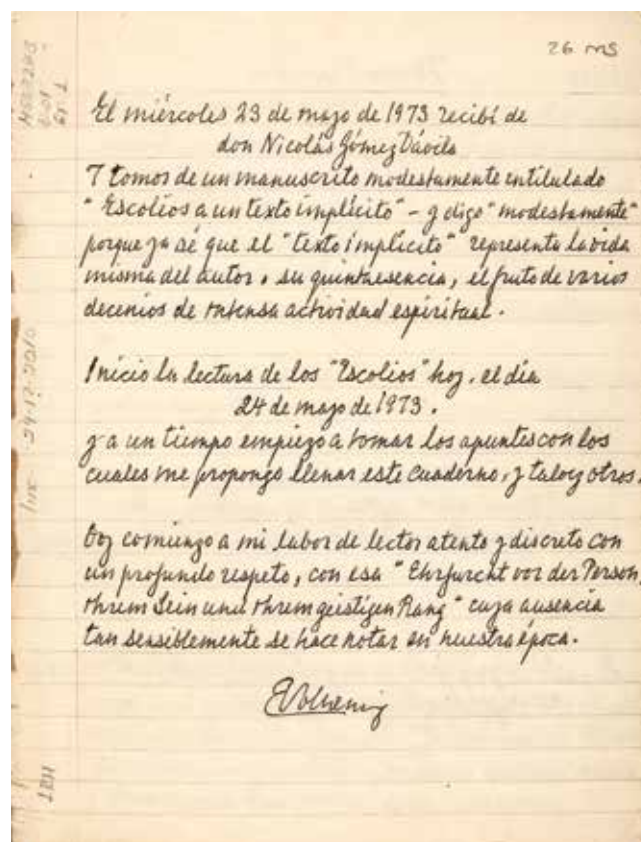 26 ms
El miércoles 23 de mayo de 1973 recibí de
don Nicolás Gómez Dávila
7 tomos de un manuscrito modestamente entitulado
"Escolios a un texto implícito" - y digo "modestamente"
porque ya sé que el "texto implícito" representa la vida
misma del autor, su quintaesencia, el fruto de varios
decenios de intensa actividad espiritual.
Inicio la lectura de los "Escolios" hoy, el día
24 de mayo de 1973.
y a un tiempo empiezo a tomar los apuntes con los
cuales me propongo llenar este cuaderno, y tal vez otros.
Doy comienzo a mi labor de lector atento y discreto con
un profundo respeto, con esa "Ehrfurcht vor der Person,
ihrem Sein und ihrem geistigen Rang" cuya ausencia
tan sensiblemente se hace notar en nuestra época.